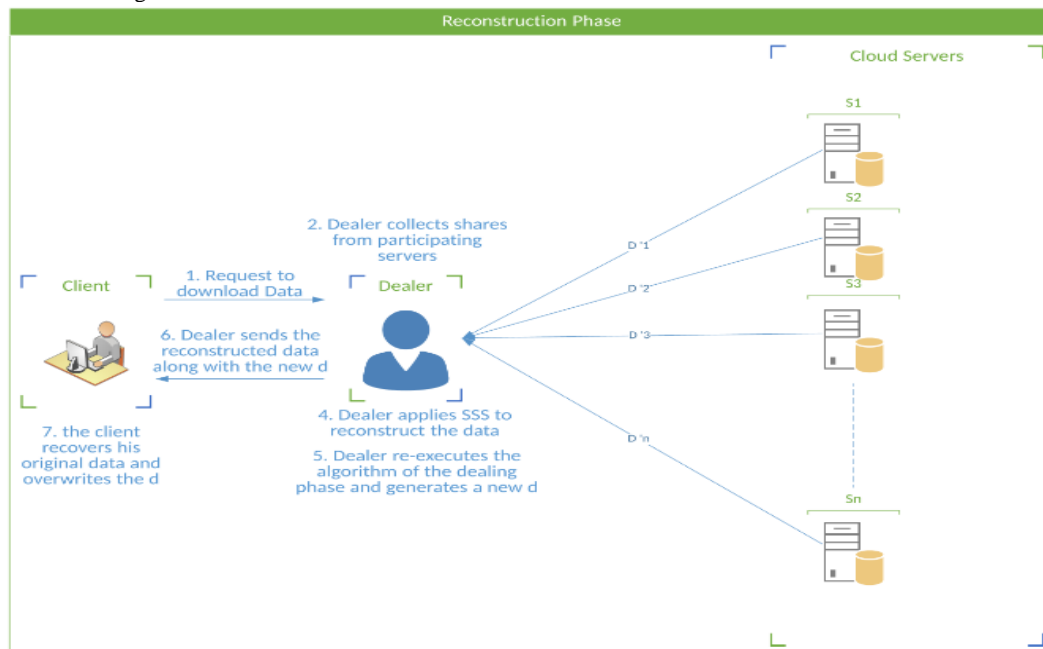 Reconstruction Phase
Cloud Servers
S1
S2
2. Dealer collects shares
from participating
servers
D '1
Client
1. Request to
download Data
Dealer
D '2
S3
6. Dealer sends the
reconstructed data
along with the new d
D '3
7. the client
recovers his
original data and
overwrites the d
4. Dealer applies SSS to
reconstruct the data
5. Dealer re-executes the
algorithm of the dealing
phase and generates a new d
D 'n
Sn